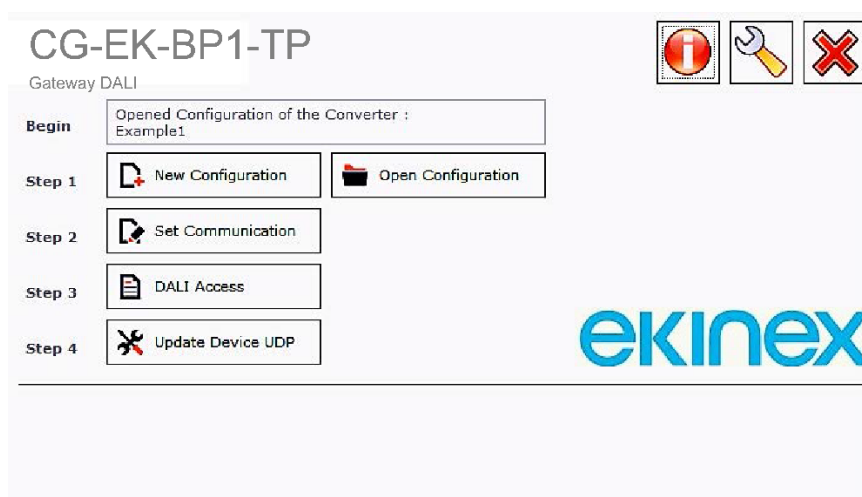 CG-EK-BP1-TP
Gateway DALI
Begin
Opened Configuration of the Converter :
Example1
Step 1
New Configuration
Open Configuration
Step 2
Set Communication
Step 3
DALI Access
Step 4
Update Device UDP
ekinex